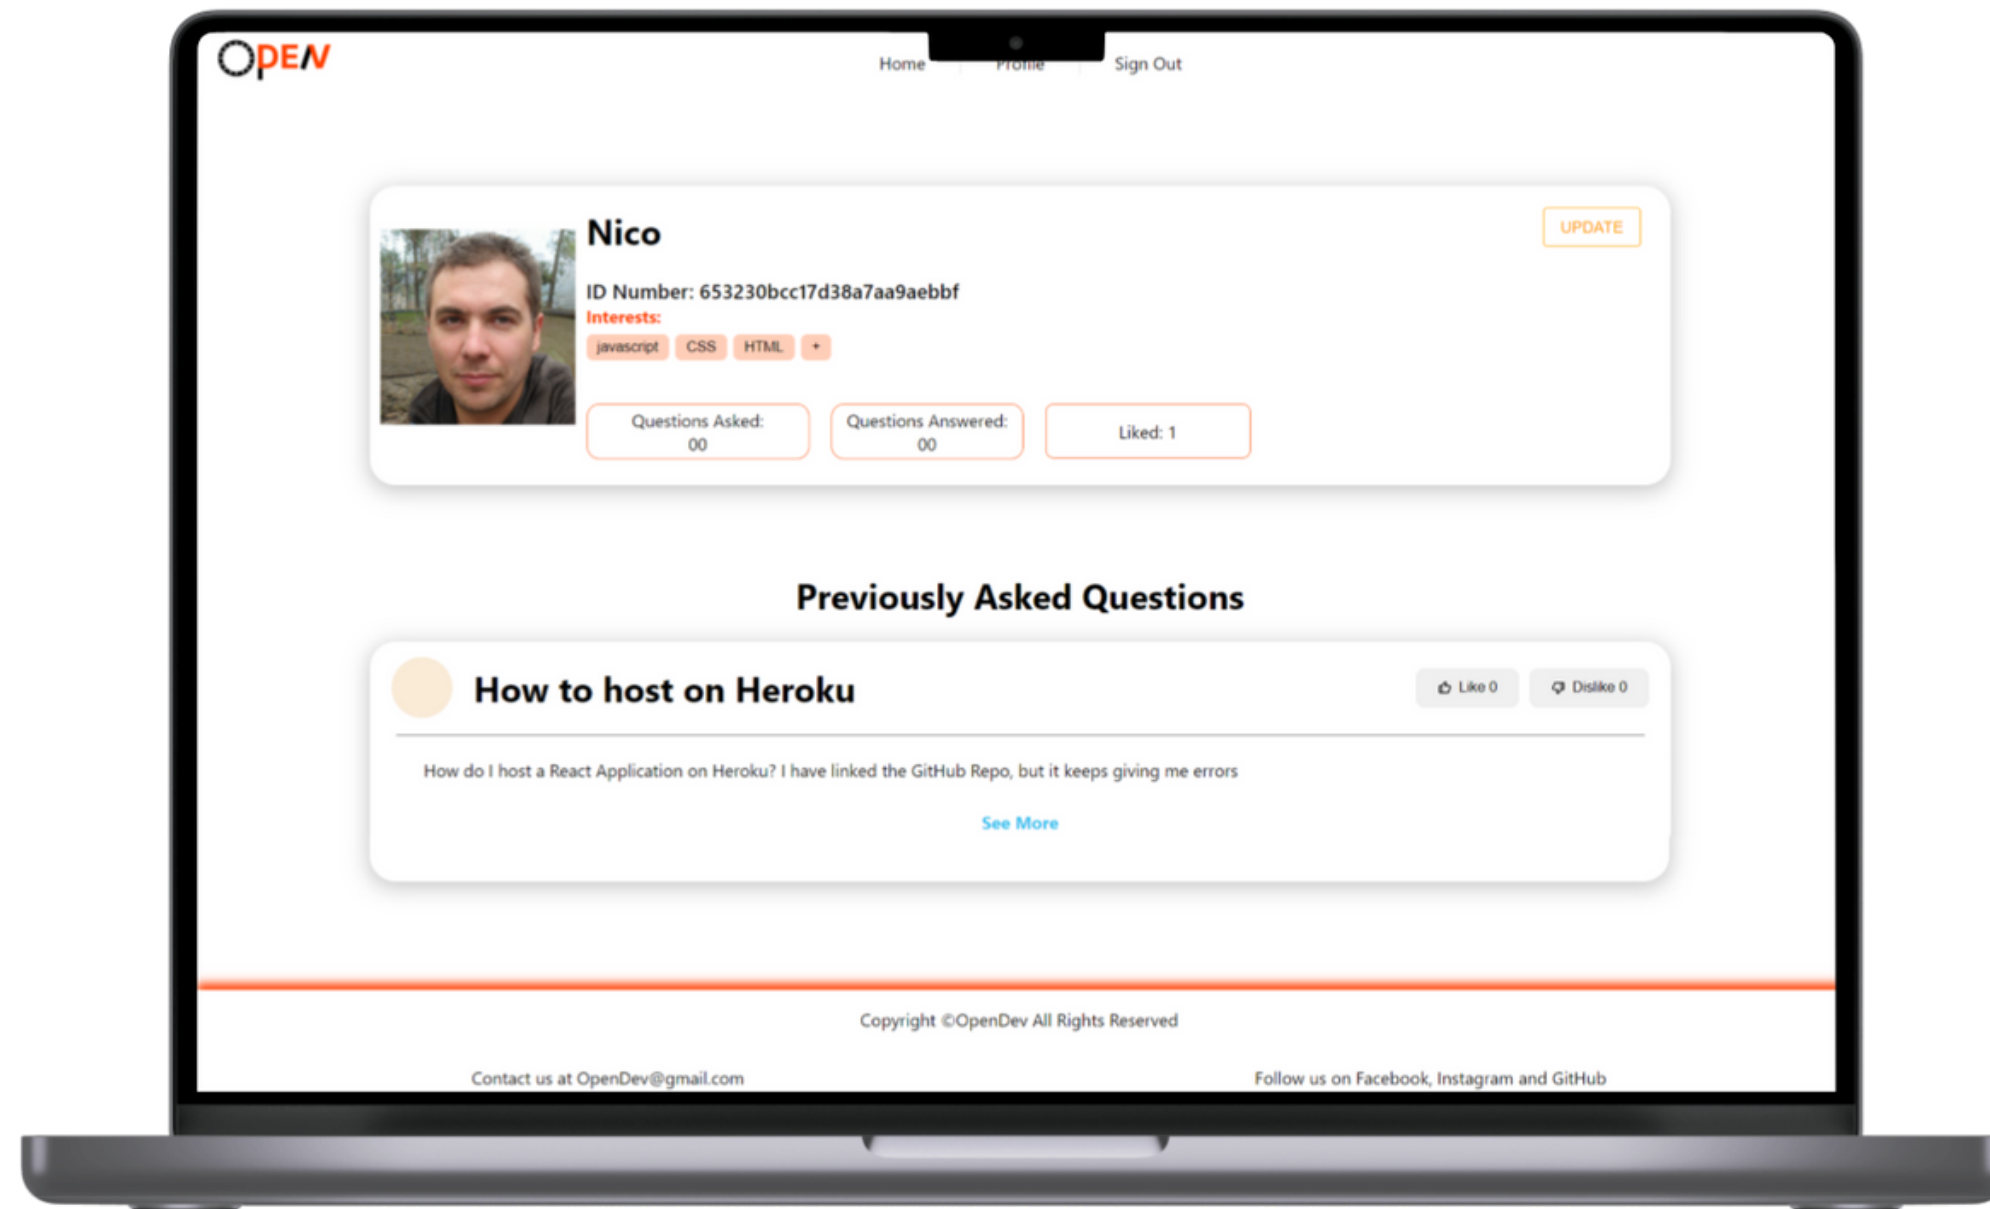 OPEN
Home Profile Sign Out
Nico
UPDATE
ID Number: 653230bcc17d38a7aa9aebbf
Interests:
javascript CSS HTML +
Questions Asked:
00
Questions Answered:
00
Liked: 1
Previously Asked Questions
How to host on Heroku
Like 0 Dislike 0
How do I host a React Application on Heroku? I have linked the GitHub Repo, but it keeps giving me errors
See More
Copyright ©OpenDev All Rights Reserved
Contact us at OpenDev@gmail.com
Follow us on Facebook, Instagram and GitHub